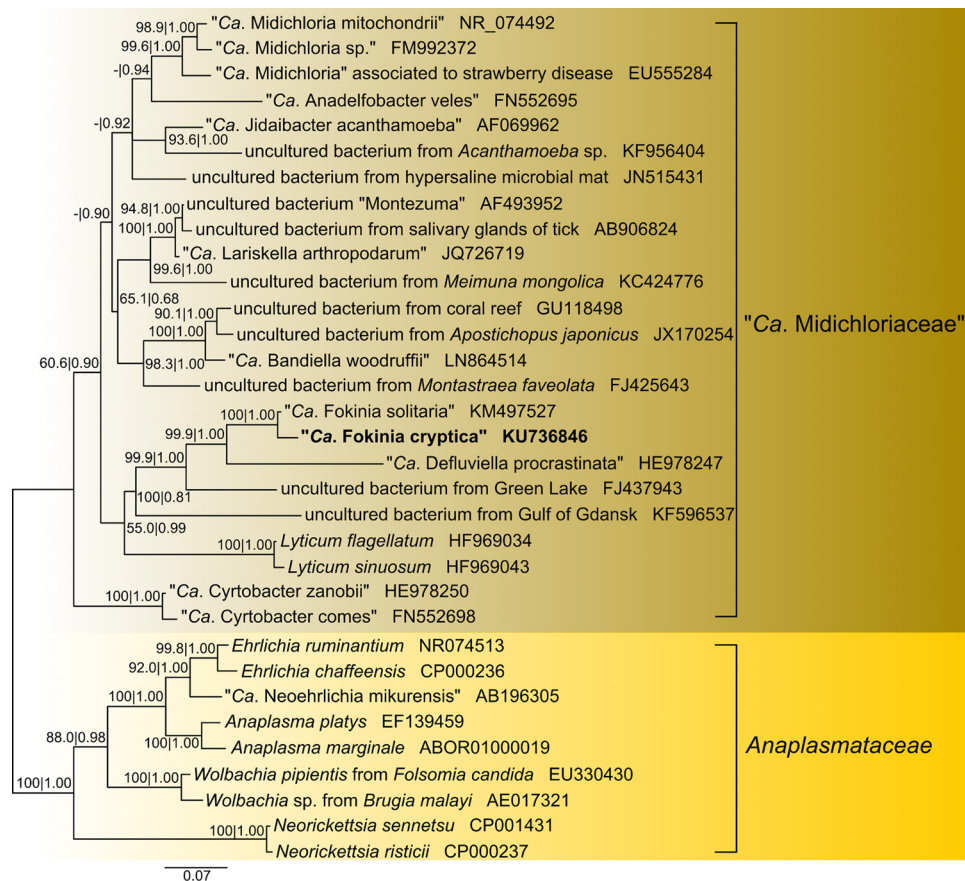 98.9|1.00 "Ca. Midichloria mitochondrii" NR_074492
99.6|1.00 "Ca. Midichloria sp." FM992372
-|0.94 "Ca. Midichloria" associated to strawberry disease EU555284
"Ca. Anadelfobacter veles" FN552695
-|0.92 "Ca. Jidaibacter acanthamoeba" AF069962
93.6|1.00
uncultured bacterium from Acanthamoeba sp. KF956404
uncultured bacterium from hypersaline microbial mat JN515431
-|0.90 94.8|1.00 uncultured bacterium "Montezuma" AF493952
100|1.00 uncultured bacterium from salivary glands of tick AB906824
"Ca. Lariskella arthropodarum" JQ726719
99.6|1.00
uncultured bacterium from Meimuna mongolica KC424776
65.1|0.68
90.1|1.00 uncultured bacterium from coral reef GU118498
100|1.00 uncultured bacterium from Apostichopus japonicus JX170254
"Ca. Midichloriaceae"
60.6|0.90 98.3|1.00 "Ca. Bandiella woodruffii" LN864514
uncultured bacterium from Montastraea faveolata FJ425643
100|1.00 "Ca. Fokinia solitaria" KM497527
99.9|1.00 "Ca. Fokinia cryptica" KU736846
99.9|1.00 "Ca. Defluviella procrastinata" HE978247
100|0.81 uncultured bacterium from Green Lake FJ437943
uncultured bacterium from Gulf of Gdansk KF596537
55.0|0.99
100|1.00 Lyticum flagellatum HF969034
Lyticum sinuosum HF969043
100|1.00 "Ca. Cyrtobacter zanobii" HE978250
"Ca. Cyrtobacter comes" FN552698
99.8|1.00 Ehrlichia ruminantium NR074513
92.0|1.00 Ehrlichia chaffeensis CP000236
100|1.00 "Ca. Neoehrlichia mikurensis" AB196305
Anaplasma platys EF139459
88.0|0.98 100|1.00 Anaplasma marginale ABOR01000019
Anaplasmataceae
Wolbachia pipientis from Folsomia candida EU330430
100|1.00 100|1.00 Wolbachia sp. from Brugia malayi AE017321
100|1.00 Neorickettsia sennetsu CP001431
Neorickettsia risticii CP000237
0.07